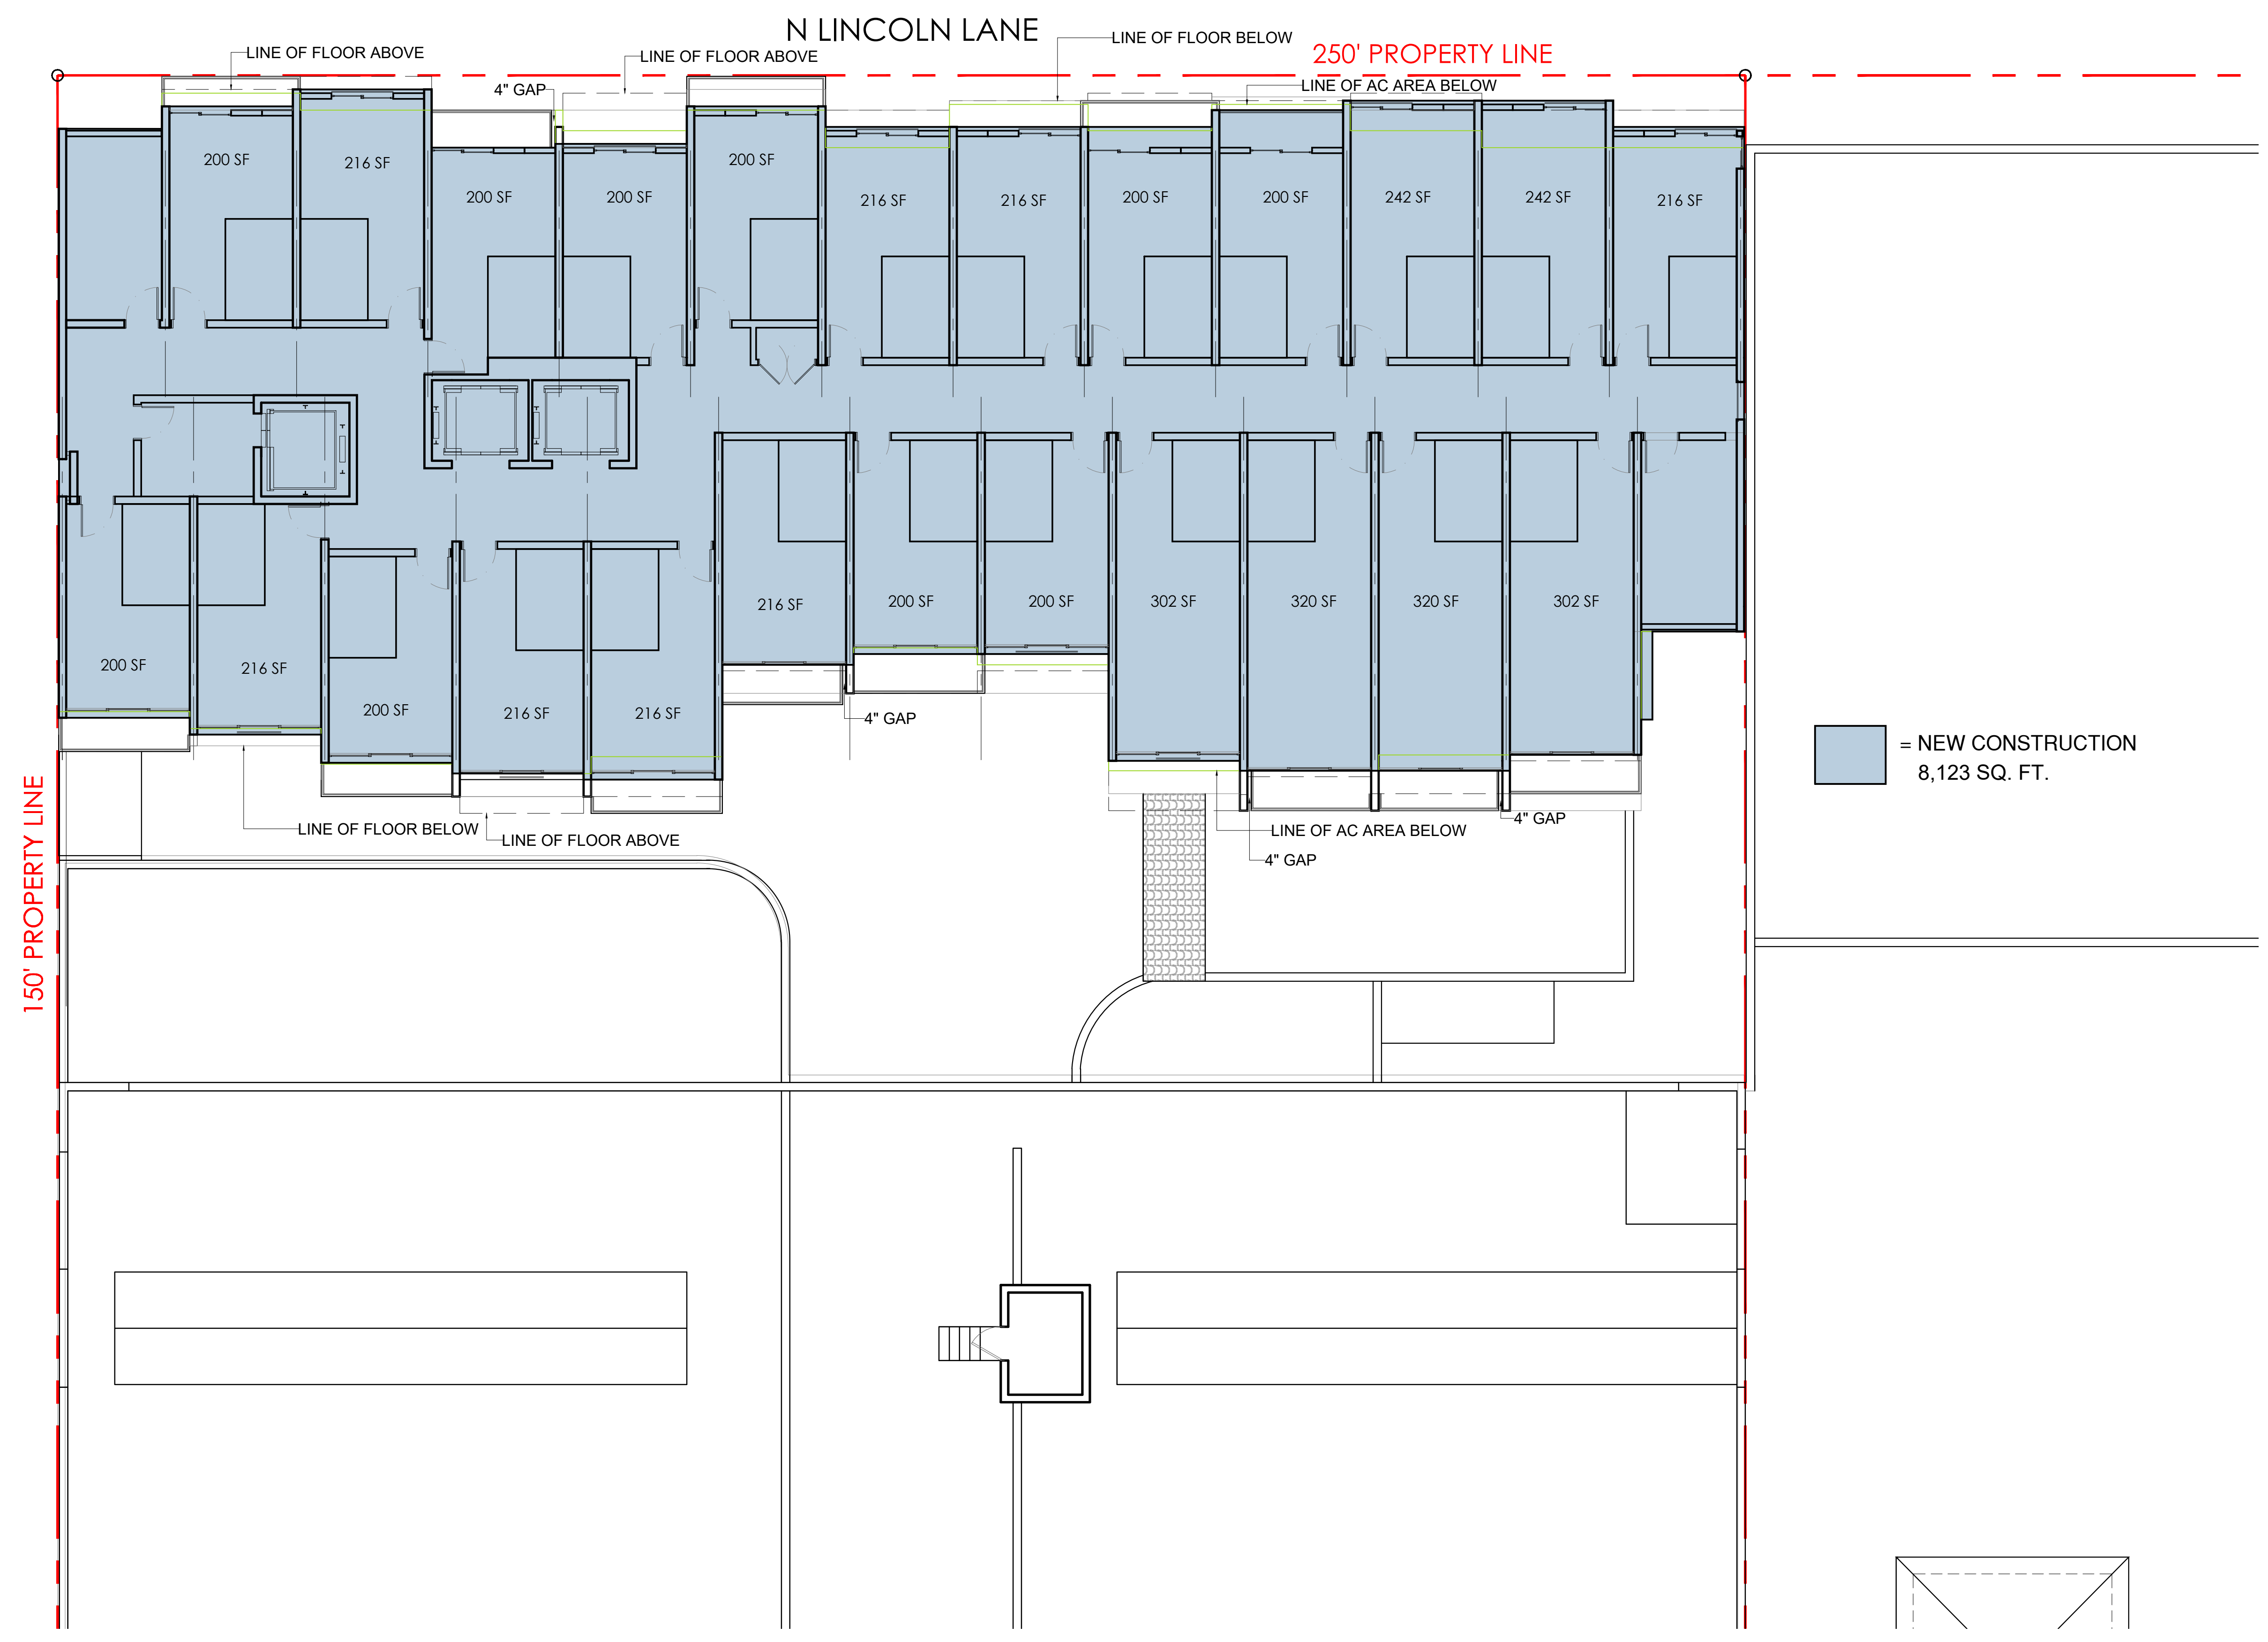 N LINCOLN LANE
LINE OF FLOOR ABOVE
LINE OF FLOOR ABOVE
LINE OF FLOOR BELOW
250' PROPERTY LINE
4" GAP
LINE OF AC AREA BELOW
200 SF
216 SF
200 SF
200 SF
200 SF
216 SF
216 SF
200 SF
200 SF
242 SF
242 SF
216 SF
216 SF
200 SF
200 SF
302 SF
320 SF
320 SF
302 SF
200 SF
216 SF
200 SF
216 SF
216 SF
4" GAP
= NEW CONSTRUCTION
8,123 SQ. FT.
150' PROPERTY LINE
LINE OF FLOOR BELOW
LINE OF FLOOR ABOVE
LINE OF AC AREA BELOW
4" GAP
4" GAP